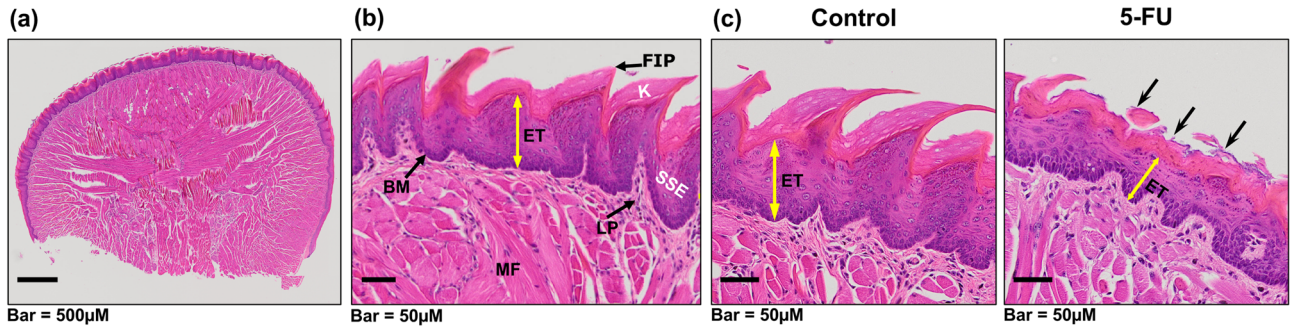 (a)
Bar = 500µM
(b)
FIP
K
ET
BM
SSE
LP
MF
Bar = 50µM
(c)
Control
ET
Bar = 50µM
5-FU
ET
Bar = 50µM